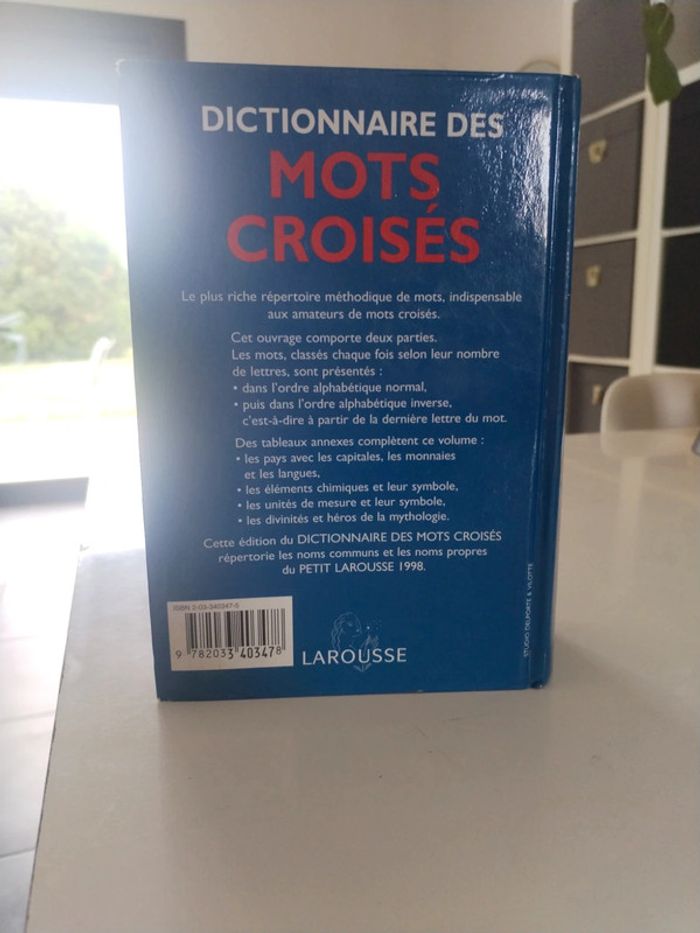 DICTIONNAIRE DES
MOTS
CROISÉS
Le plus riche répertoire méthodique de mots, indispensable
aux amateurs de mots croisés.
Cet ouvrage comporte deux parties.
Les mots, classés chaque fois selon leur nombre
de lettres, sont présentés :
• dans l'ordre alphabétique normal,
• puis dans l'ordre alphabétique inverse,
c'est-à-dire à partir de la dernière lettre du mot.
Des tableaux annexes complètent ce volume :
• les pays avec les capitales, les monnaies
et les langues,
• les éléments chimiques et leur symbole,
• les unités de mesure et leur symbole,
• les divinités et héros de la mythologie.
Cette édition du DICTIONNAIRE DES MOTS CROISÉS
répertorie les noms communs et les noms propres
du PETIT LAROUSSE 1998.
ISBN 2-03-340347-5
9 782033 403478
LAROUSSE
STUDIO DELPORTE & VILOTTE